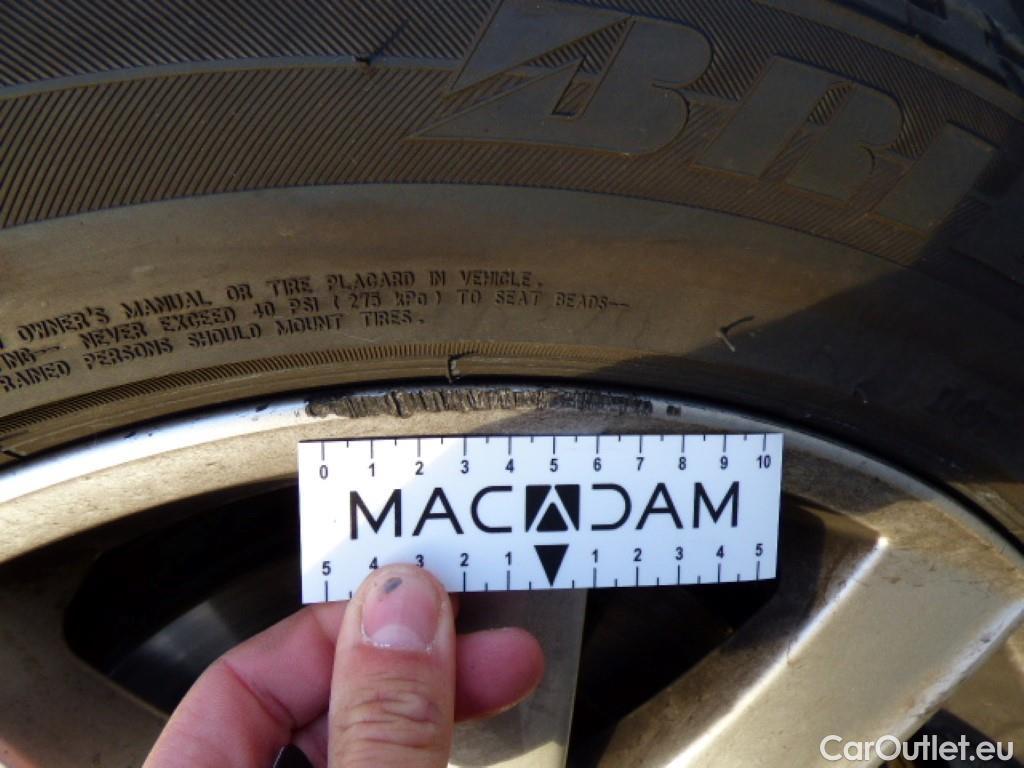 BRI
OWNER'S MANUAL OR TIRE PLACARD IN VEHICLE.
NEVER EXCEED 40 PSI (275 kPa) TO SEAT BEADS--
PERSONS SHOULD MOUNT TIRES.
0 1 2 3 4 5 6 7 8 9 10
MACADAM
5 4 3 2 1 1 2 3 4 5
CarOutlet.eu